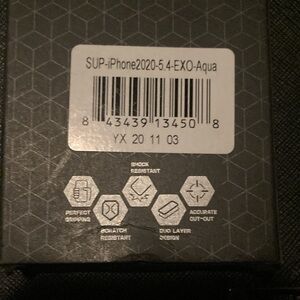 SUP-iPhone2020-5.4-EXO-Aqua
8 43439 13450 8
YX 20 11 03
SHOCK
RESISTANT
PERFECT
GRIPPING
SCRATCH
RESISTANT
DUO LAYER
DESIGN
ACCURATE
CUT-OUT